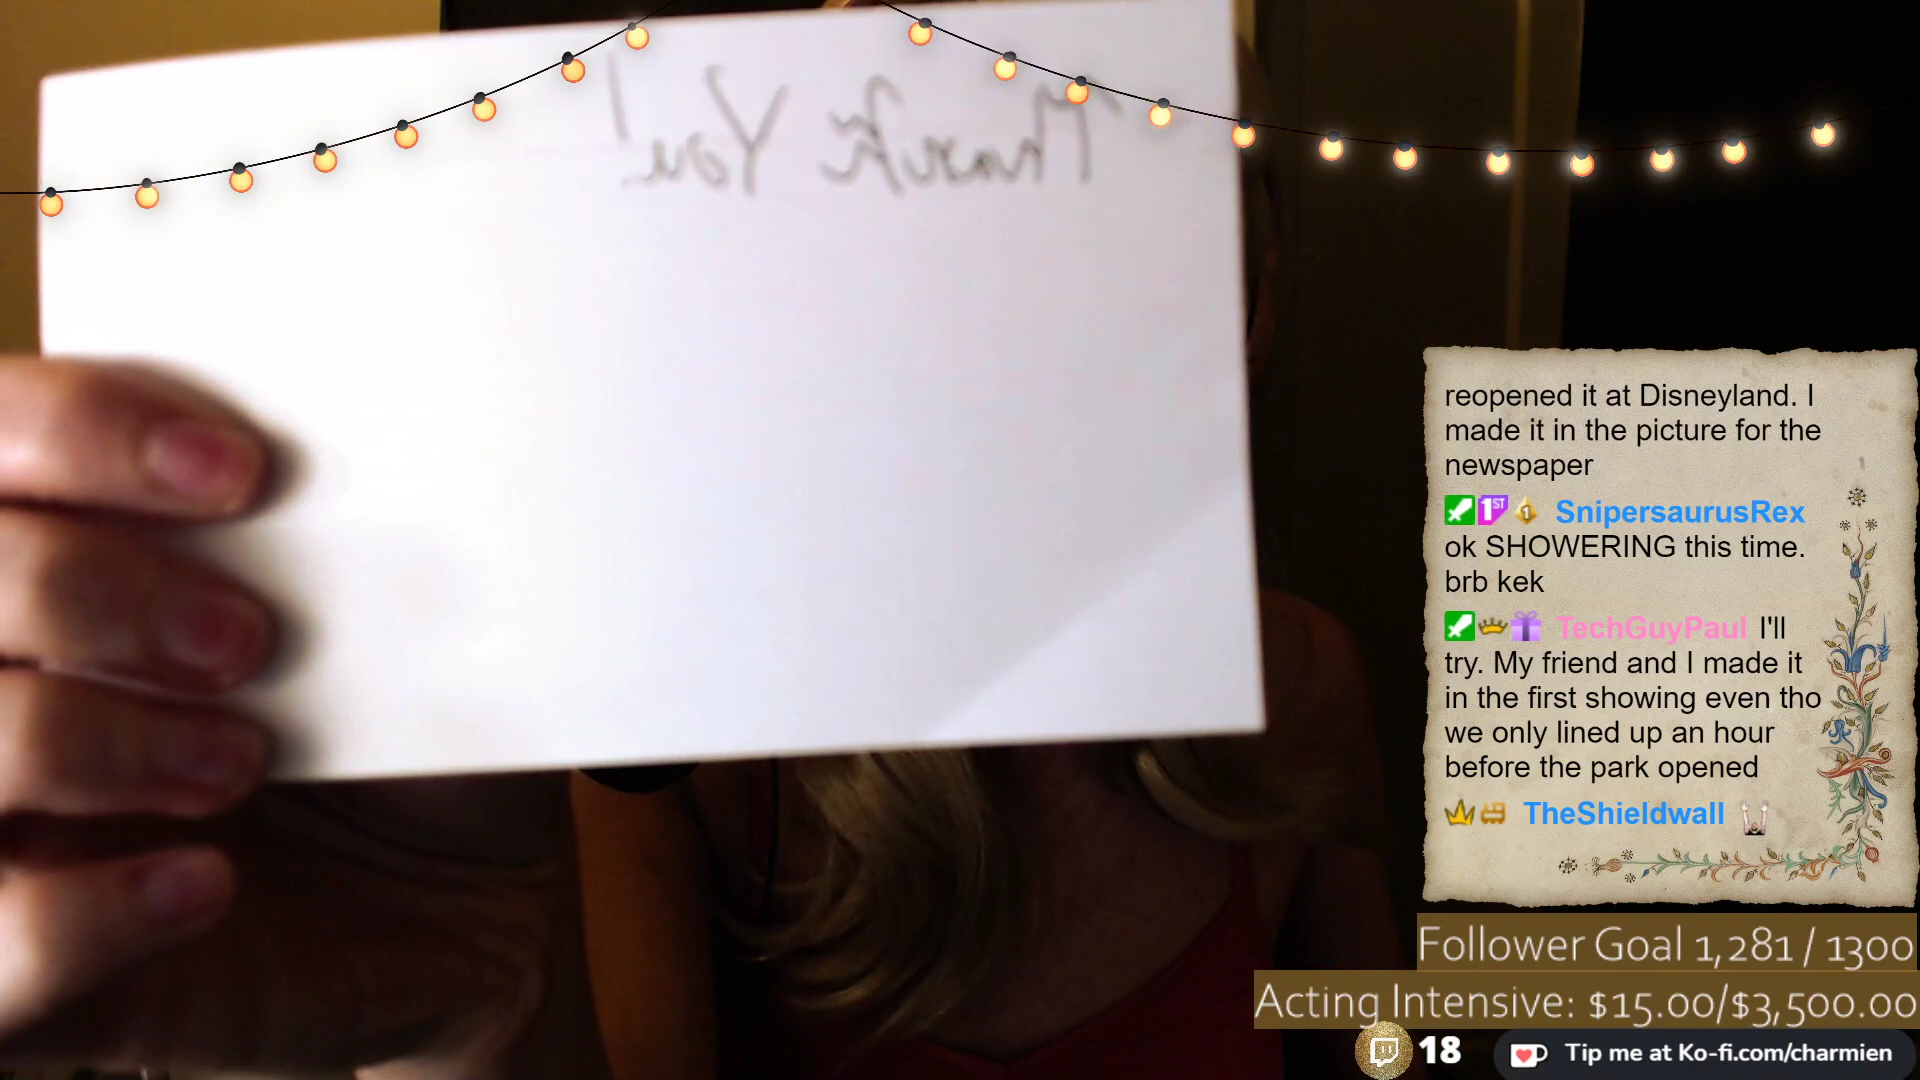 Thank You!
reopened it at Disneyland. I
made it in the picture for the
newspaper
1ST 1 SnipersaurusRex
ok SHOWERING this time.
brb kek
TechGuyPaul I'll
try. My friend and I made it
in the first showing even tho
we only lined up an hour
before the park opened
TheShieldwall
Follower Goal 1,281 / 1300
Acting Intensive: $15.00/$3,500.00
18 Tip me at Ko-fi.com/charmien